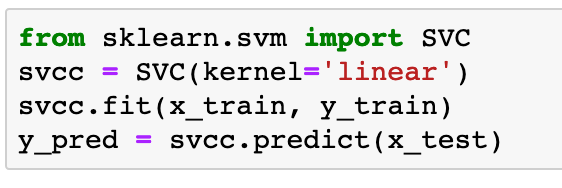 from sklearn.svm import SVC
svcc = SVC(kernel='linear')
svcc.fit(x_train, y_train)
y_pred = svcc.predict(x_test)